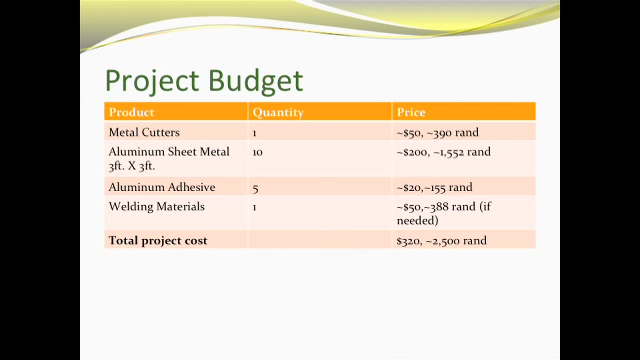 Project Budget
Product Quantity Price
Metal Cutters 1 ~$50, ~390 rand
Aluminum Sheet Metal 10 ~$200, ~1,552 rand
3ft. X 3ft.
Aluminum Adhesive 5 ~$20,~155 rand
Welding Materials 1 ~$50,~388 rand (if
needed)
Total project cost $320, ~2,500 rand